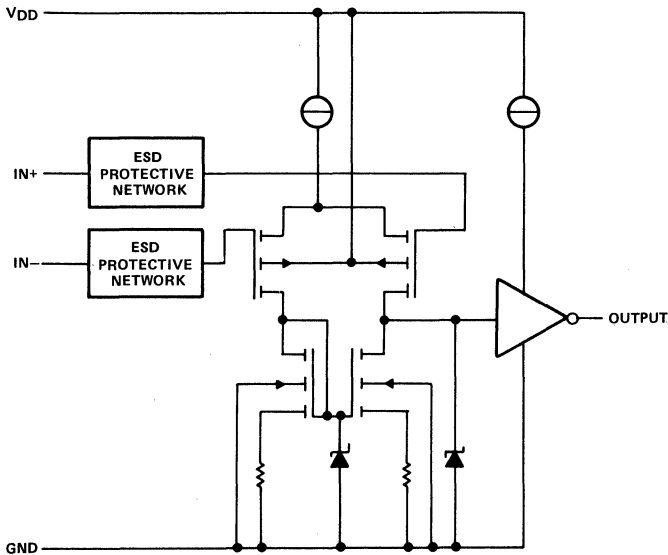 VDD
ESD
PROTECTIVE
NETWORK
IN+
ESD
PROTECTIVE
NETWORK
IN−
OUTPUT
GND